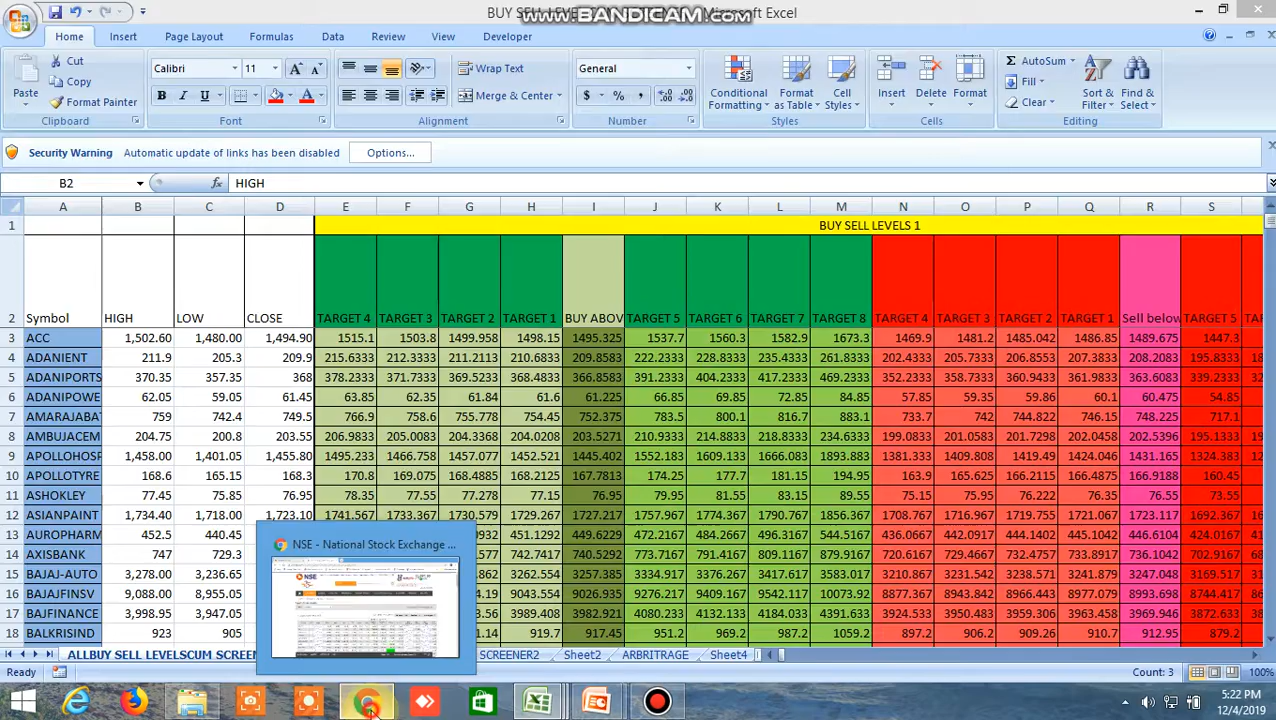 BUY SELL LEVE
www.BANDICAM.com
Microsoft Excel
Home Insert Page Layout Formulas Data Review View Developer
Cut
Copy
Paste
Format Painter
Clipboard
Calibri 11
Font
Wrap Text
Merge & Center
Alignment
General
$ % ,
Number
Conditional Formatting
Format as Table
Cell Styles
Styles
Insert Delete Format
Cells
AutoSum
Fill
Clear
Sort & Filter
Find & Select
Editing
Security Warning Automatic update of links has been disabled Options...
B2 fx HIGH
A B C D E F G H I J K L M N O P Q R S
1 BUY SELL LEVELS 1
2 Symbol HIGH LOW CLOSE TARGET 4 TARGET 3 TARGET 2 TARGET 1 BUY ABOV TARGET 5 TARGET 6 TARGET 7 TARGET 8 TARGET 4 TARGET 3 TARGET 2 TARGET 1 Sell below TARGET 5
3 ACC 1,502.60 1,480.00 1,494.90 1515.1 1503.8 1499.958 1498.15 1495.325 1537.7 1560.3 1582.9 1673.3 1469.9 1481.2 1485.042 1486.85 1489.675 1447.3
4 ADANIENT 211.9 205.3 209.9 215.6333 212.3333 211.2113 210.6833 209.8583 222.2333 228.8333 235.4333 261.8333 202.4333 205.7333 206.8553 207.3833 208.2083 195.8333
5 ADANIPORTS 370.35 357.35 368 378.2333 371.7333 369.5233 368.4833 366.8583 391.2333 404.2333 417.2333 469.2333 352.2333 358.7333 360.9433 361.9833 363.6083 339.2333
6 ADANIPOWE 62.05 59.05 61.45 63.85 62.35 61.84 61.6 61.225 66.85 69.85 72.85 84.85 57.85 59.35 59.86 60.1 60.475 54.85
7 AMARAJABA 759 742.4 749.5 766.9 758.6 755.778 754.45 752.375 783.5 800.1 816.7 883.1 733.7 742 744.822 746.15 748.225 717.1
8 AMBUJACEM 204.75 200.8 203.55 206.9833 205.0083 204.3368 204.0208 203.5271 210.9333 214.8833 218.8333 234.6333 199.0833 201.0583 201.7298 202.0458 202.5396 195.1333
9 APOLLOHOSP 1,458.00 1,401.05 1,455.80 1495.233 1466.758 1457.077 1452.521 1445.402 1552.183 1609.133 1666.083 1893.883 1381.333 1409.808 1419.49 1424.046 1431.165 1324.383
10 APOLLOTYRE 168.6 165.15 168.3 170.8 169.075 168.4885 168.2125 167.7813 174.25 177.7 181.15 194.95 163.9 165.625 166.2115 166.4875 166.9188 160.45
11 ASHOKLEY 77.45 75.85 76.95 78.35 77.55 77.278 77.15 76.95 79.95 81.55 83.15 89.55 75.15 75.95 76.222 76.35 76.55 73.55
12 ASIANPAINT 1,734.40 1,718.00 1,723.10 1741.567 1733.367 1730.579 1729.267 1727.217 1757.967 1774.367 1790.767 1856.367 1708.767 1716.967 1719.755 1721.067 1723.117 1692.367
13 AUROPHARM 452.5 440.45 451.1292 449.6229 472.2167 484.2667 496.3167 544.5167 436.0667 442.0917 444.1402 445.1042 446.6104 424.0167
14 AXISBANK 747 729.3 742.7417 740.5292 773.7167 791.4167 809.1167 879.9167 720.6167 729.4667 732.4757 733.8917 736.1042 702.9167
15 BAJAJ-AUTO 3,278.00 3,236.65 3262.554 3257.385 3334.917 3376.267 3417.617 3583.017 3210.867 3231.542 3238.571 3241.879 3247.048 3169.517
16 BAJAJFINSV 9,088.00 8,955.05 9276.217 9409.167 9542.117 10073.92 8877.367 8943.842 8977.079 8993.698 8744.417
17 BAJFINANCE 3,998.95 3,947.05 3989.408 3982.921 4080.233 4132.133 4184.033 4391.633 3924.533 3950.483 3959.306 3963.458 3969.946 3872.633
18 BALKRISIND 923 905 919.7 917.45 951.2 969.2 987.2 1059.2 897.2 906.2 909.26 910.7 912.95 879.2
NSE - National Stock Exchange ...
NSE
ALLBUY SELL LEVELSCUM SCREEN SCREENER2 Sheet2 ARBRITRAGE Sheet4
Ready Count: 3 100%
5:22 PM
12/4/2019